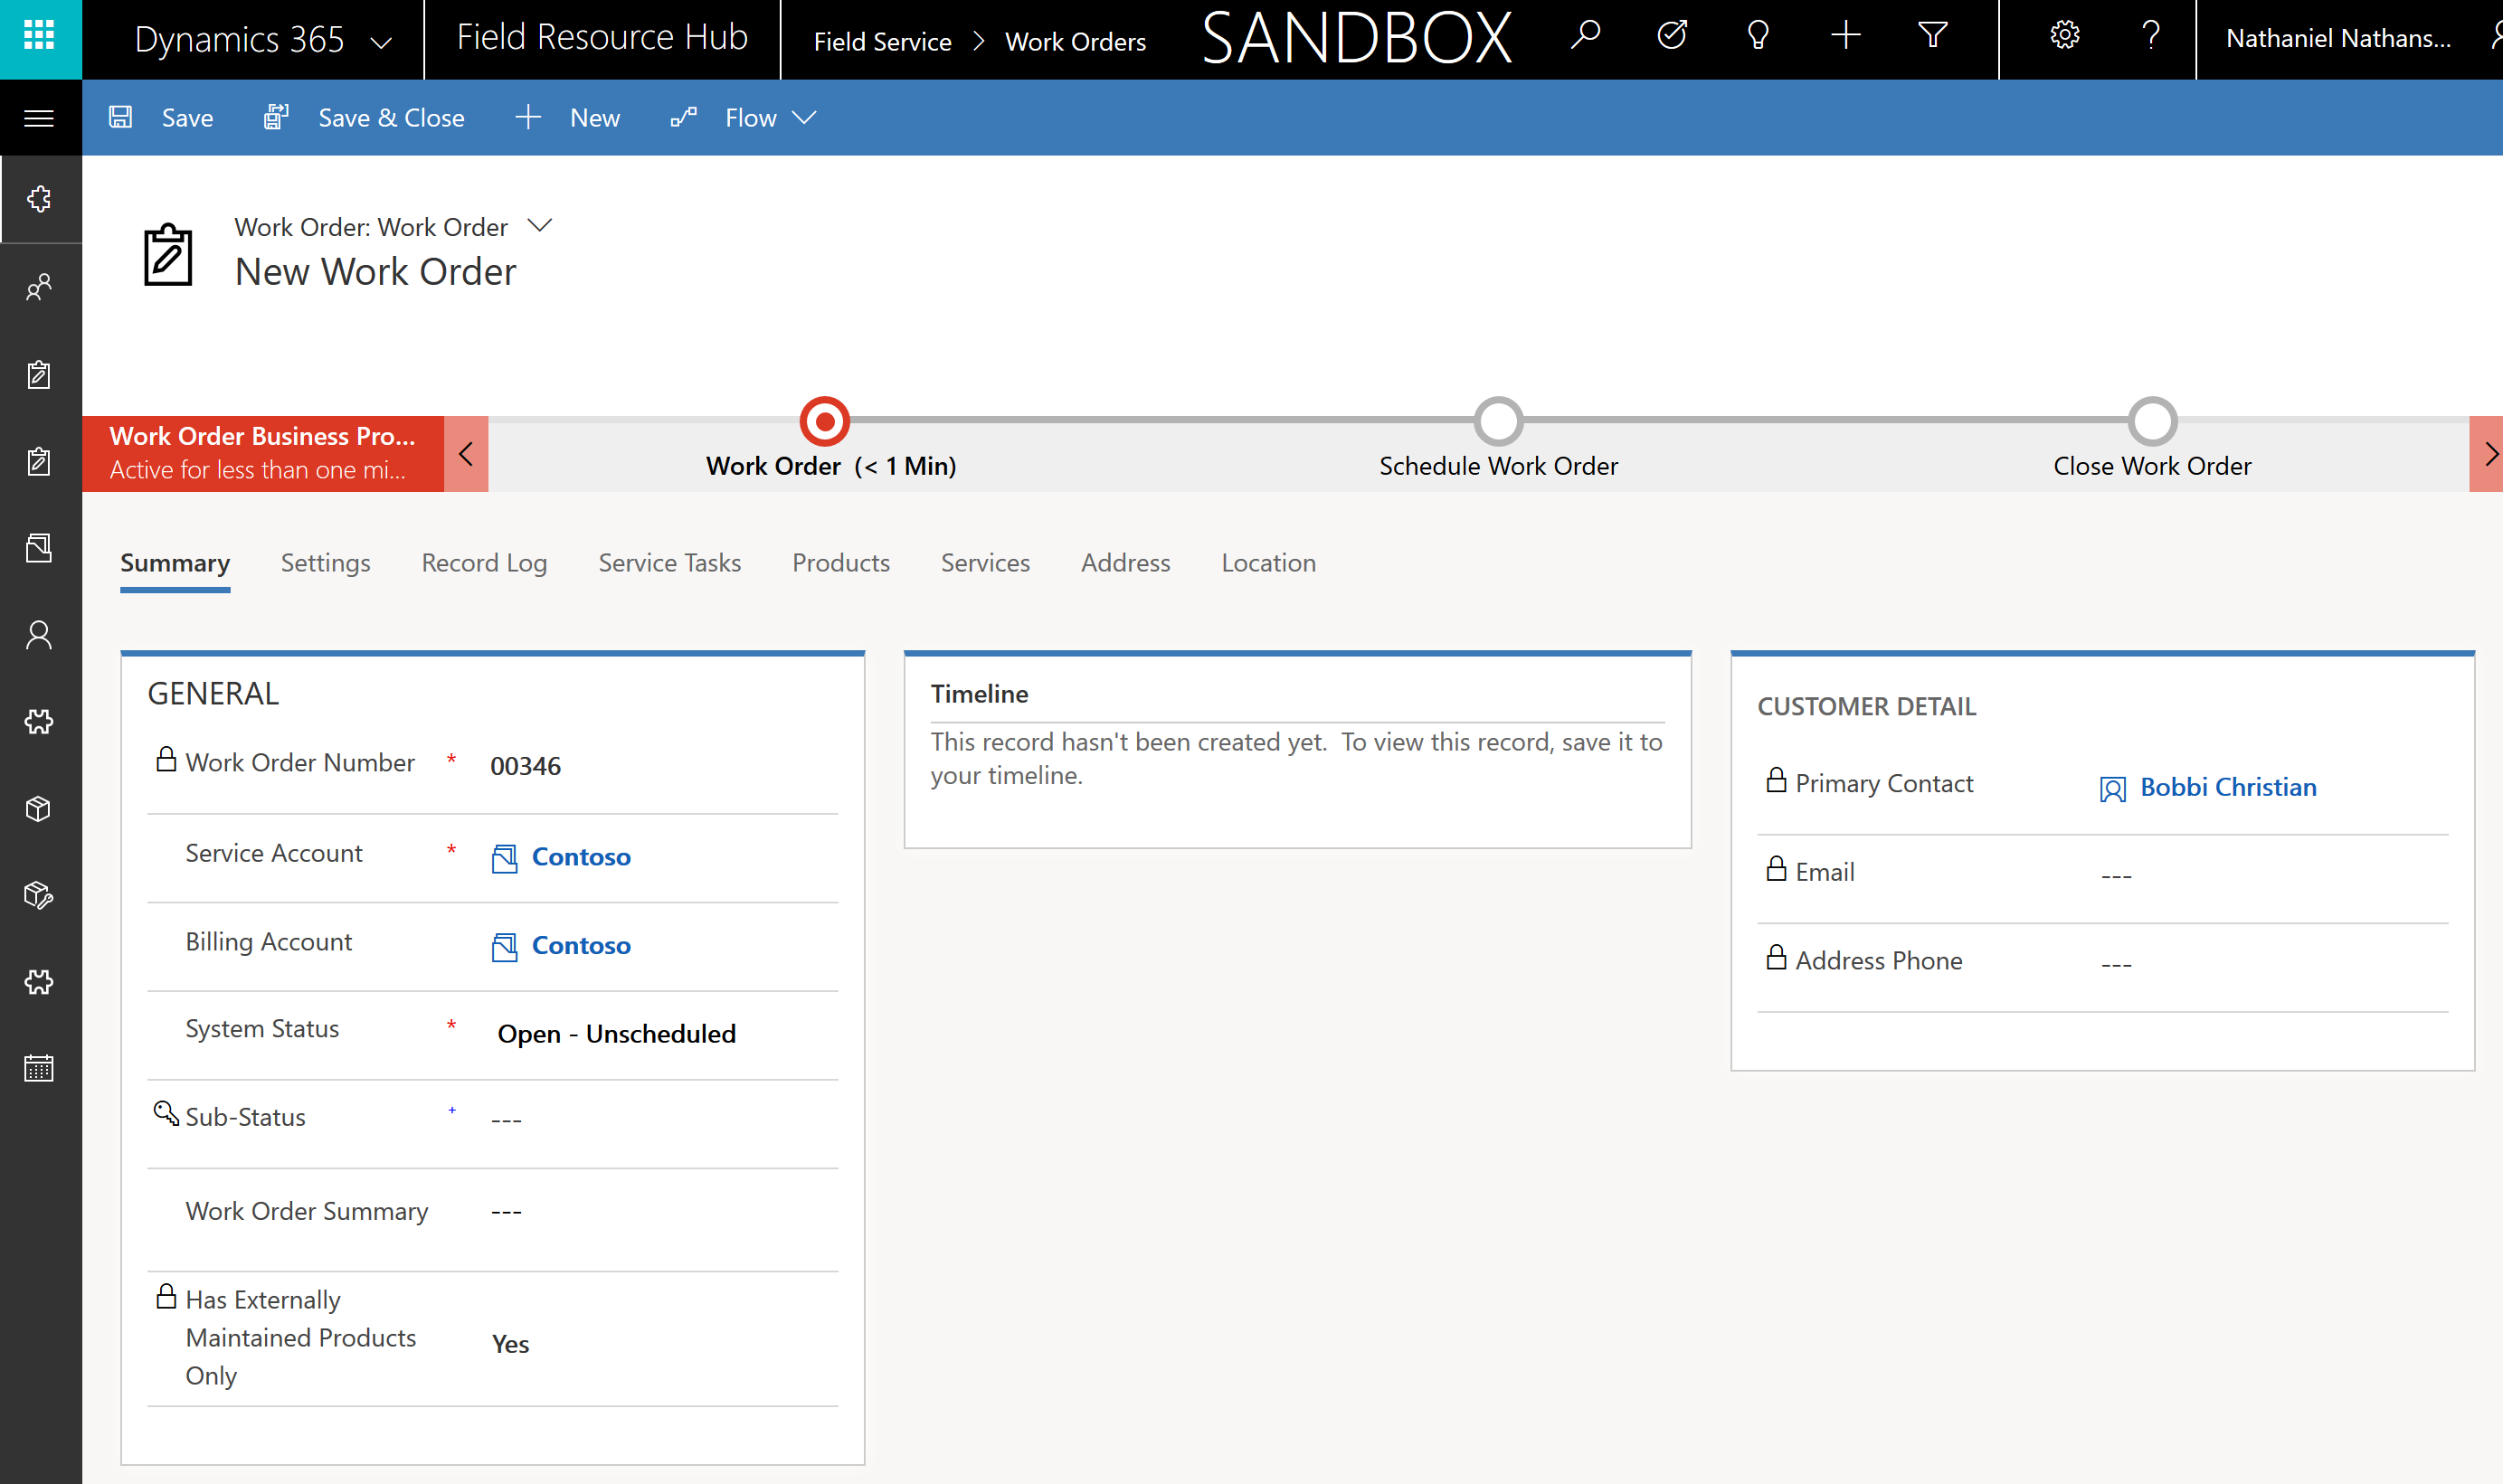 Dynamics 365
Field Resource Hub
Field Service > Work Orders
SANDBOX
Nathaniel Nathans...
Save
Save & Close
New
Flow
Work Order: Work Order
New Work Order
Work Order Business Pro...
Active for less than one mi...
Work Order (< 1 Min)
Schedule Work Order
Close Work Order
Summary
Settings
Record Log
Service Tasks
Products
Services
Address
Location
GENERAL
Work Order Number * 00346
Service Account * Contoso
Billing Account Contoso
System Status * Open - Unscheduled
Sub-Status + ---
Work Order Summary ---
Has Externally
Maintained Products
Only
Yes
Timeline
This record hasn't been created yet. To view this record, save it to
your timeline.
CUSTOMER DETAIL
Primary Contact Bobbi Christian
Email ---
Address Phone ---